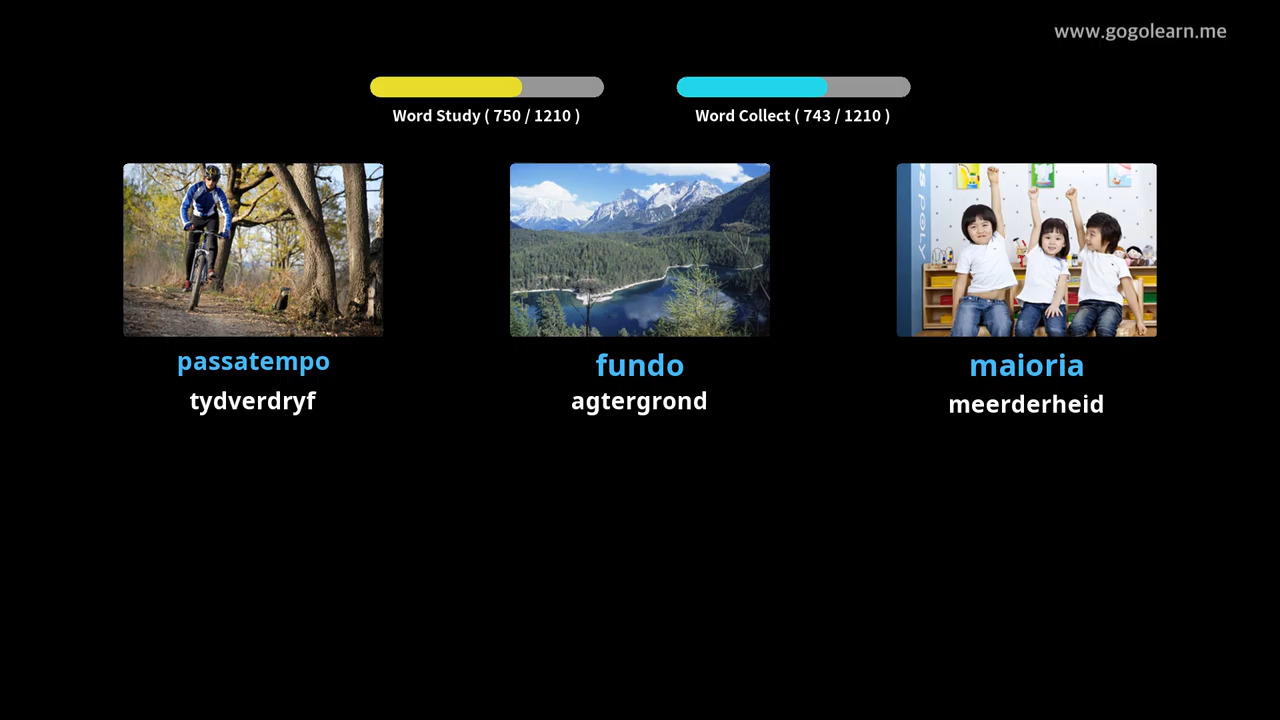 www.gogolearn.me
Word Study ( 750 / 1210 )
Word Collect ( 743 / 1210 )
passatempo
tydverdryf
fundo
agtergrond
maioria
meerderheid